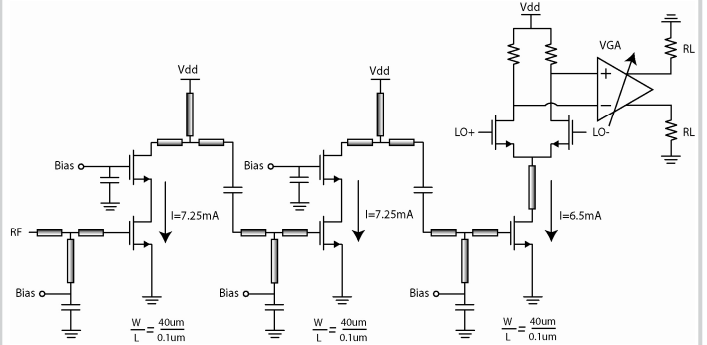 Vdd
VGA
RL
+
−
LO+
LO-
RL
Vdd
Vdd
Bias
Bias
I=7.25mA
I=7.25mA
I=6.5mA
RF
Bias
Bias
Bias
W/L = 40um/0.1um
W/L = 40um/0.1um
W/L = 40um/0.1um